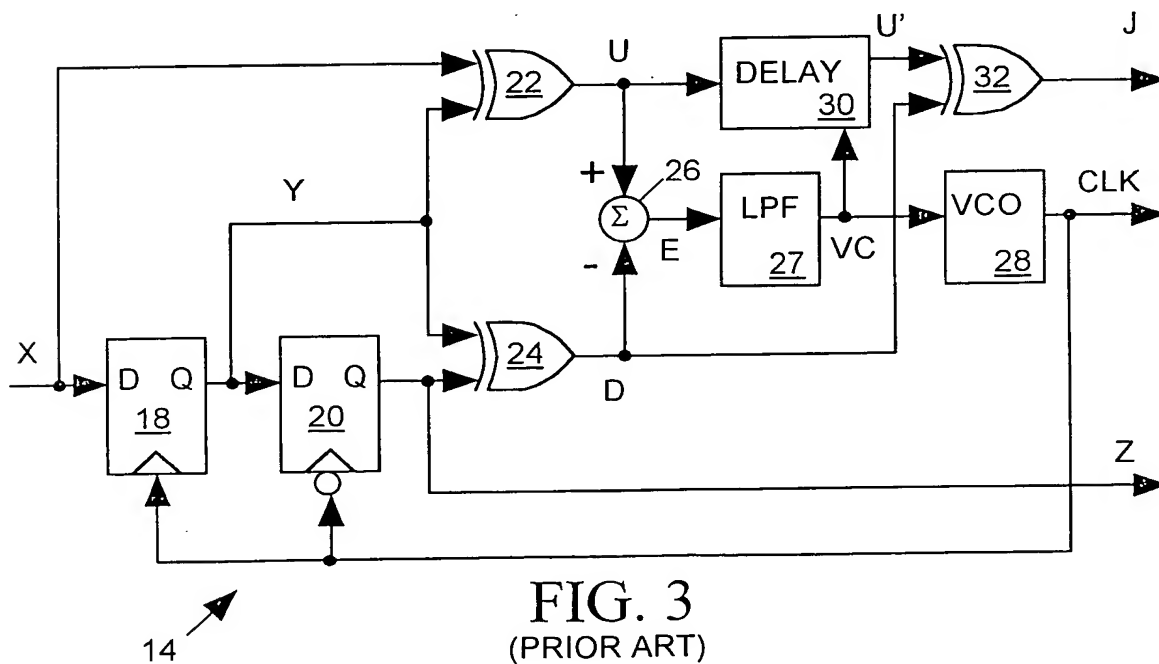 U
U'
J
22
DELAY
30
32
Y
+
26
Σ
-
E
LPF
27
VC
VCO
28
CLK
X
D Q
18
D Q
20
24
D
Z
14
FIG. 3
(PRIOR ART)